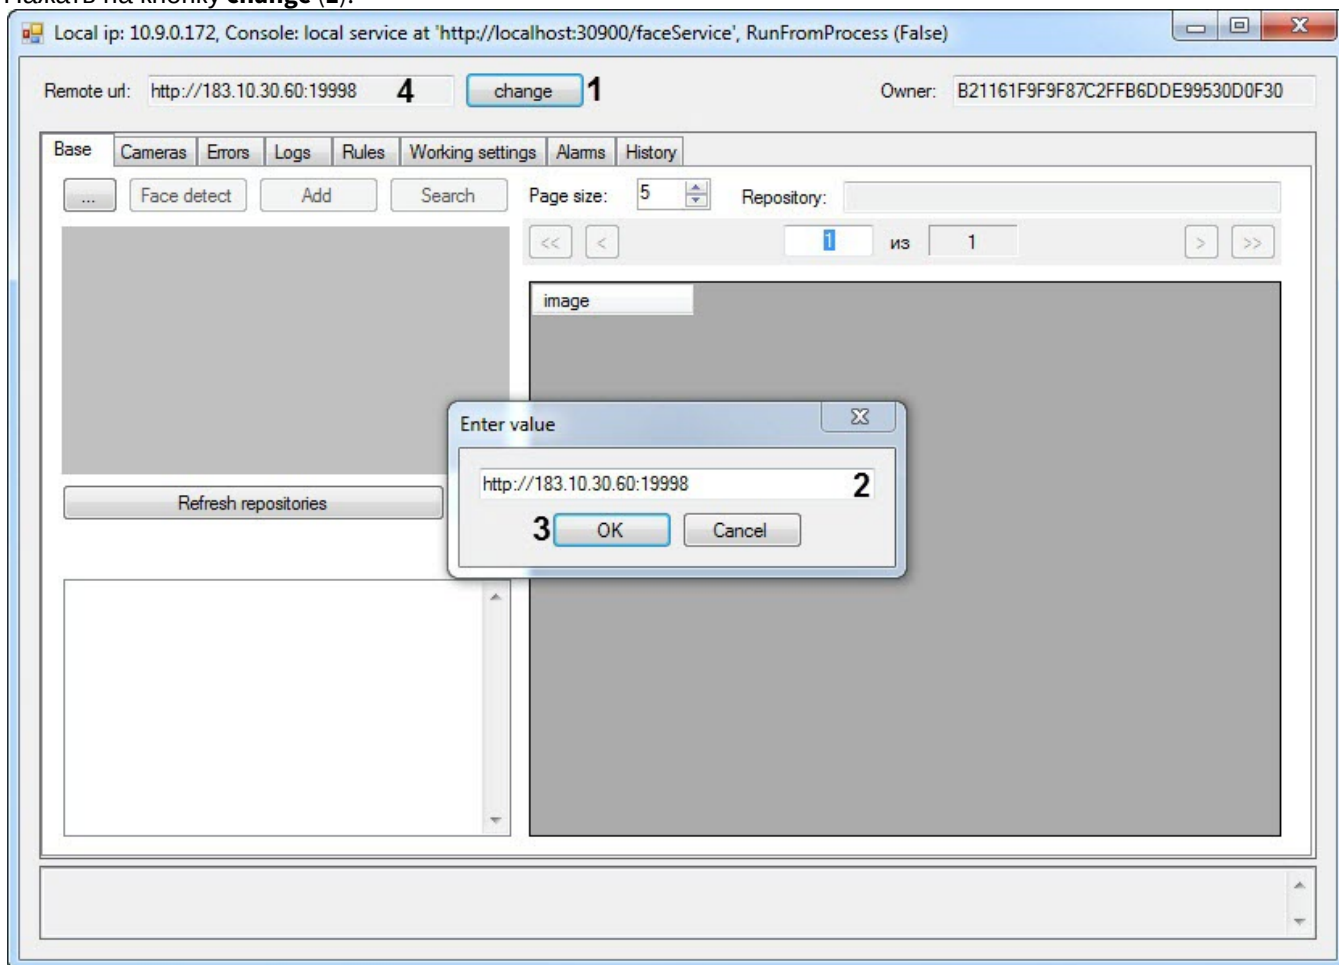 Нажать на кнопку change (1).
Local ip: 10.9.0.172, Console: local service at 'http://localhost:30900/faceService', RunFromProcess (False)
Remote url: http://183.10.30.60:19998 4 change 1 Owner: B21161F9F9F87C2FFB6DDE99530D0F30
Base Cameras Errors Logs Rules Working settings Alarms History
... Face detect Add Search Page size: 5 Repository:
<< < 1 из 1 > >>
image
Enter value
http://183.10.30.60:19998 2
Refresh repositories
3 OK Cancel